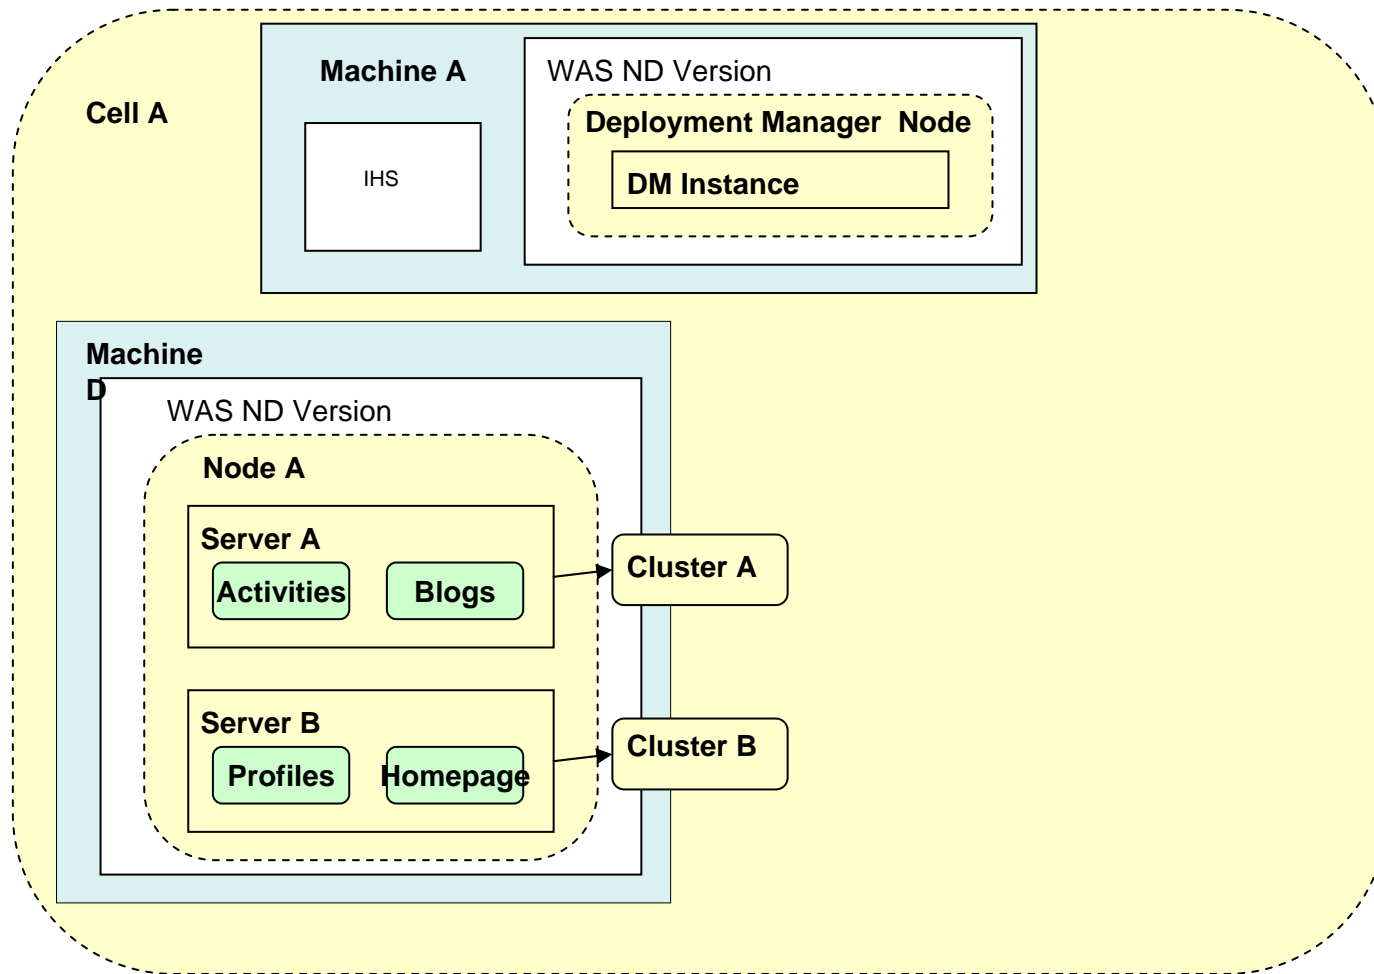 Machine A
WAS ND Version
Cell A
Deployment Manager  Node
IHS
DM Instance
Machine
D
WAS ND Version
Node A
Server A
Activities
Blogs
Cluster A
Server B
Profiles
Homepage
Cluster B